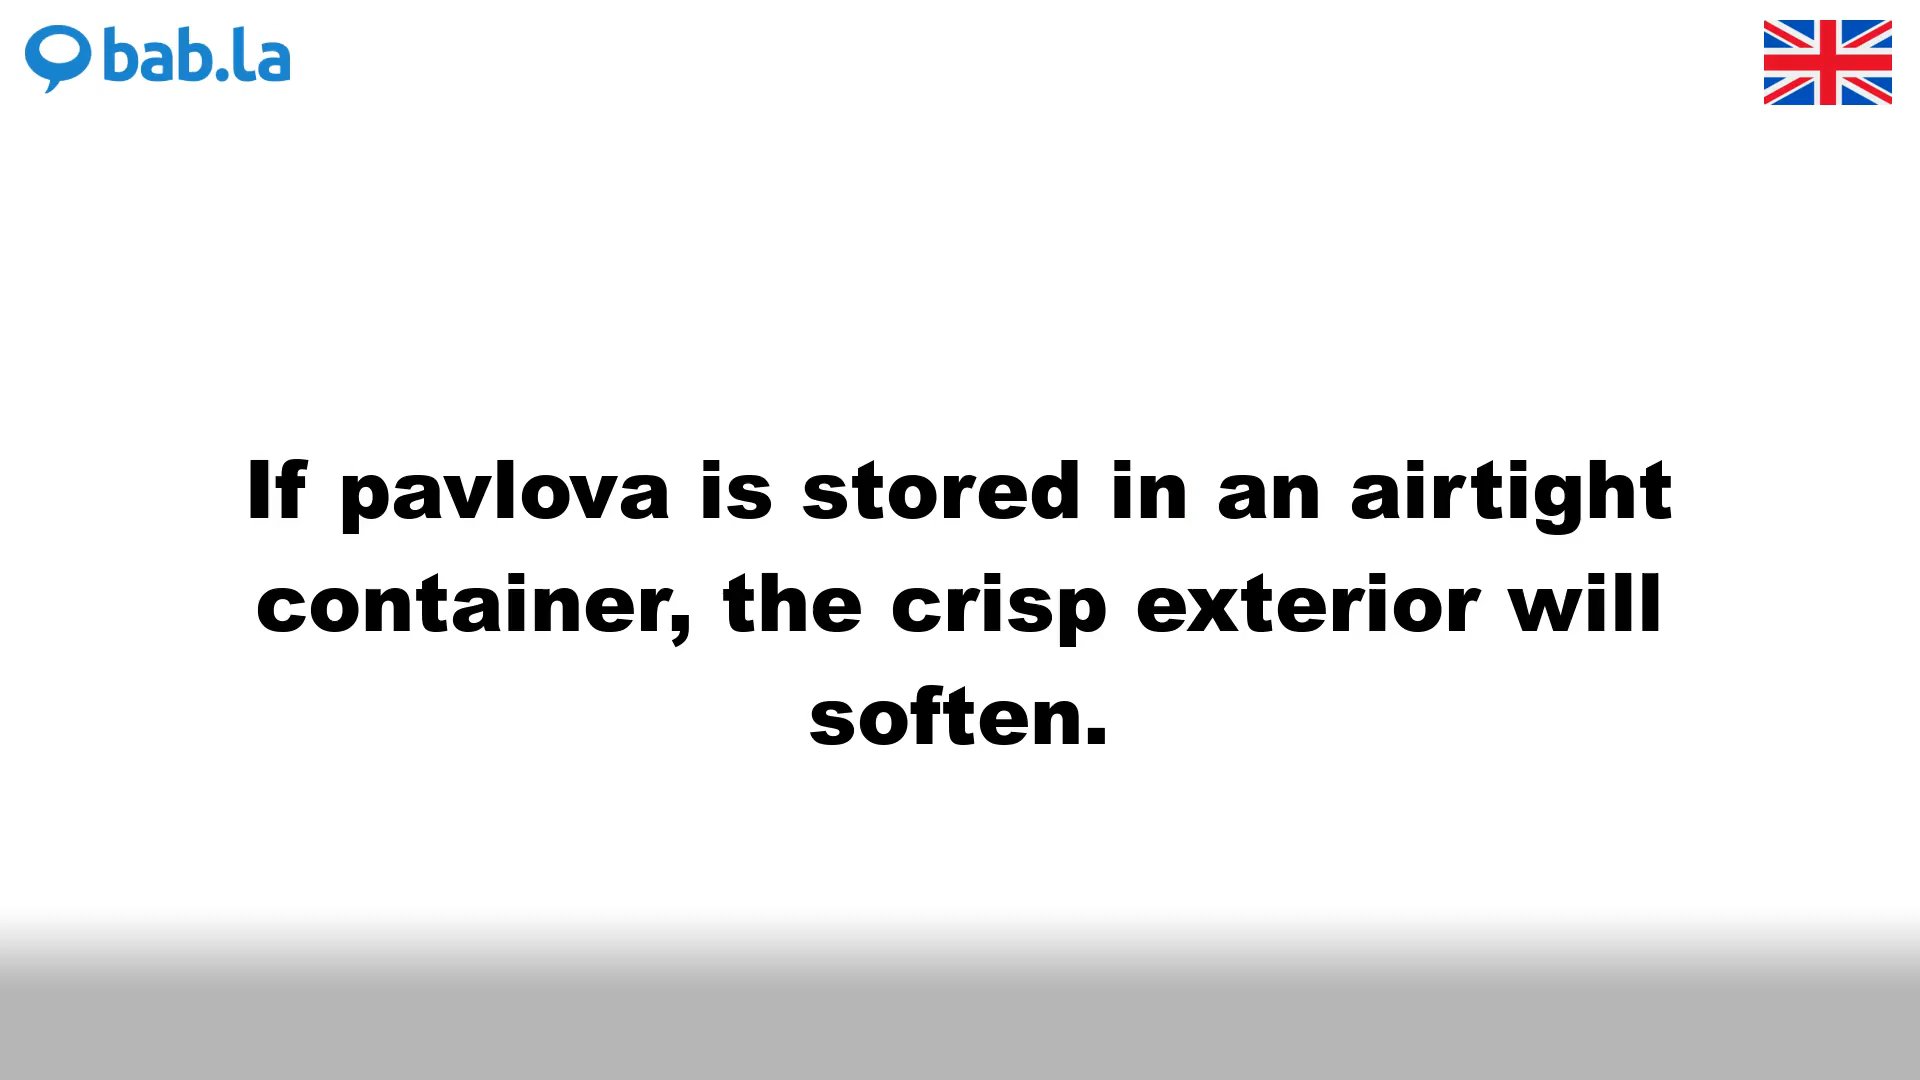 bab.la
If pavlova is stored in an airtight
container, the crisp exterior will
soften.